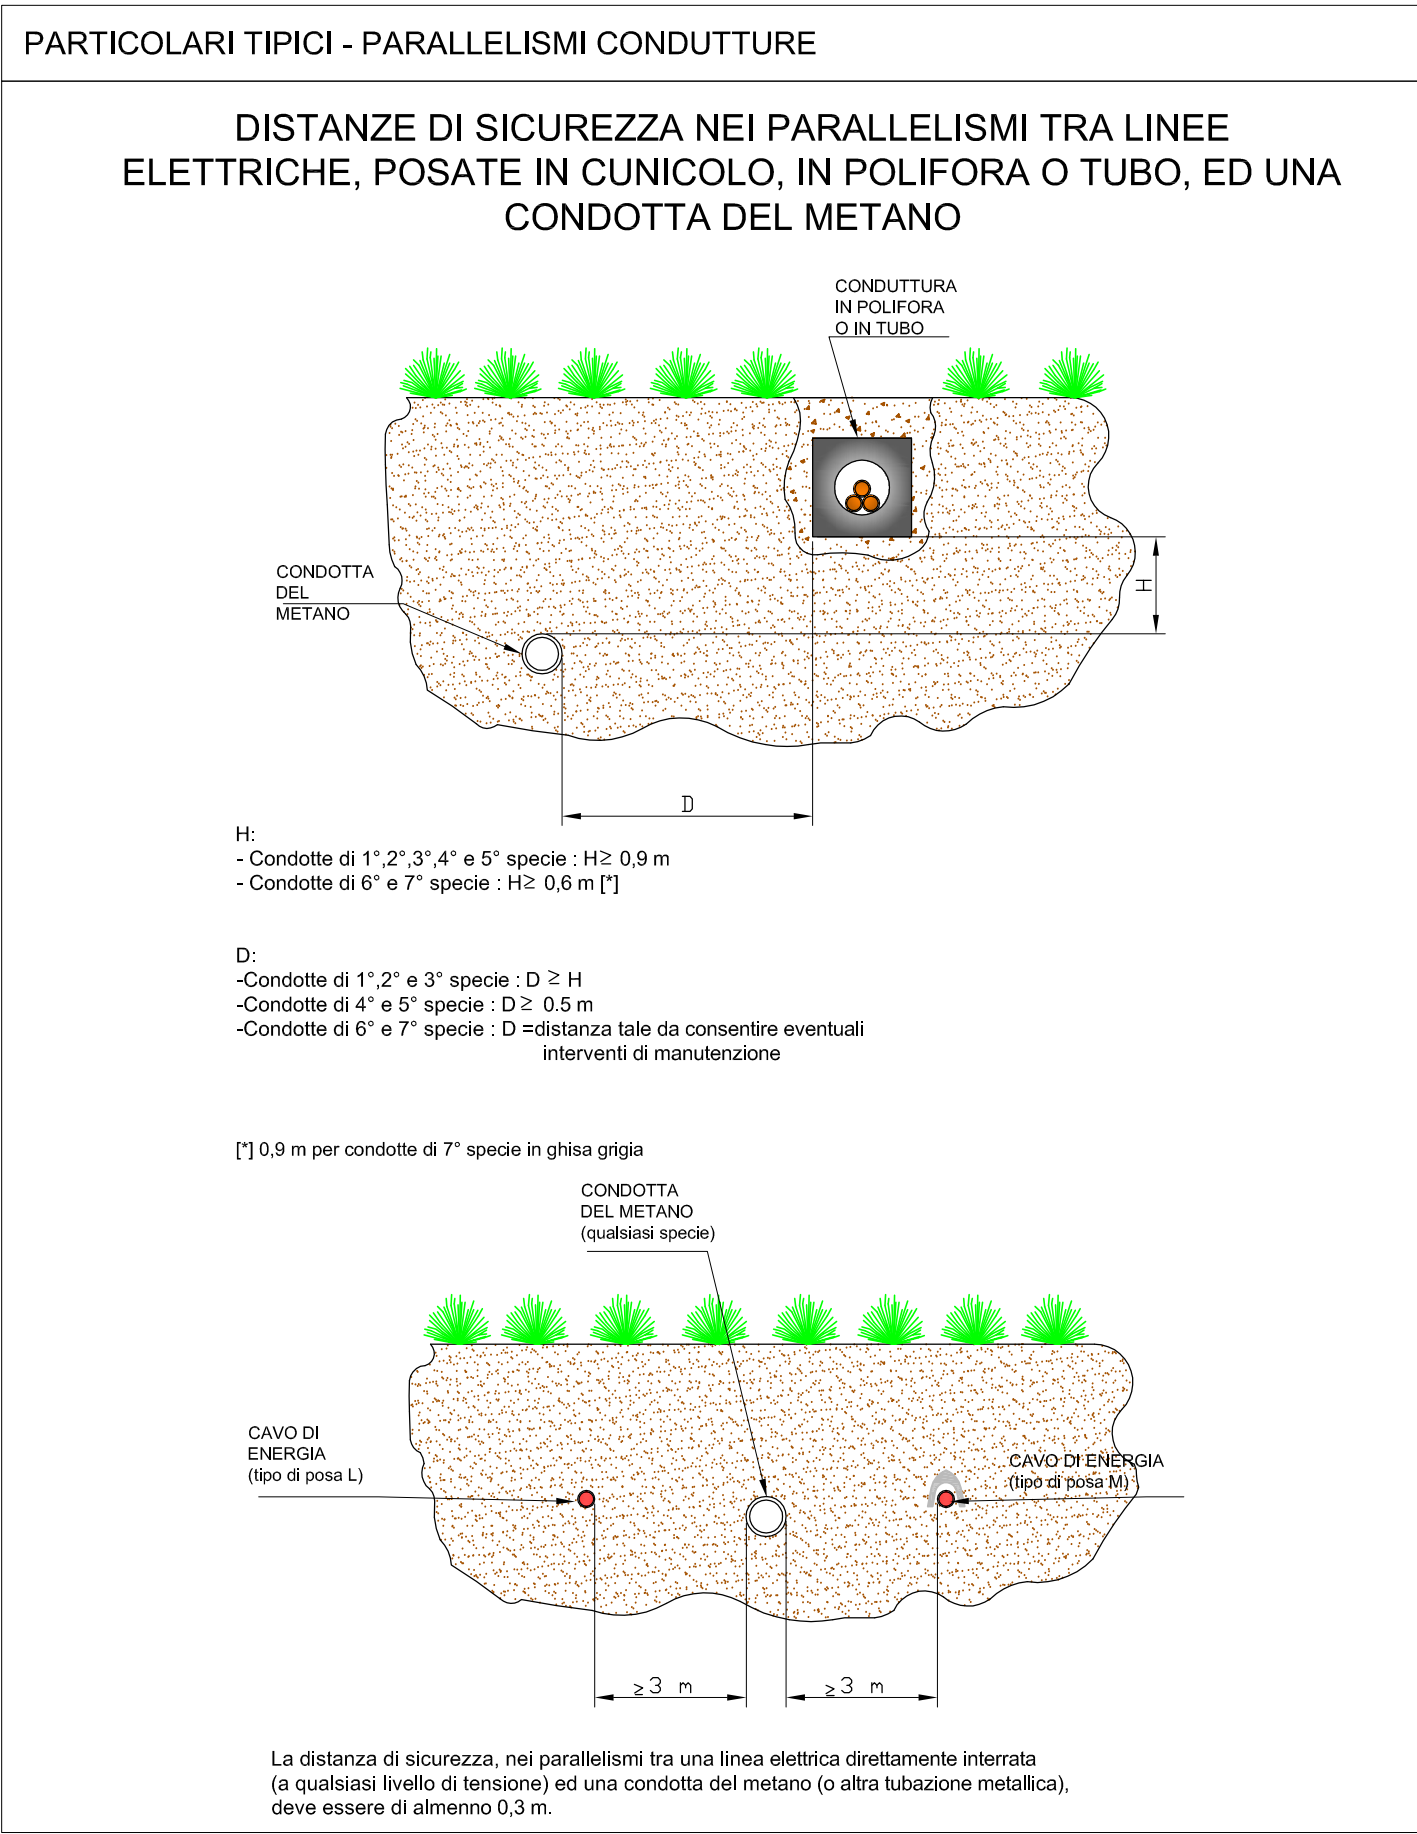 PARTICOLARI TIPICI - PARALLELISMI CONDUTTURE
DISTANZE DI SICUREZZA NEI PARALLELISMI TRA LINEE
ELETTRICHE, POSATE IN CUNICOLO, IN POLIFORA O TUBO, ED UNA
CONDOTTA DEL METANO
CONDUTTURA
IN POLIFORA
O IN TUBO
CONDOTTA
DEL
METANO
H
D
H:
- Condotte di 1°,2°,3°,4° e 5° specie : H≥ 0,9 m
- Condotte di 6° e 7° specie : H≥ 0,6 m [*]
D:
-Condotte di 1°,2° e 3° specie : D ≥ H
-Condotte di 4° e 5° specie : D ≥ 0.5 m
-Condotte di 6° e 7° specie : D =distanza tale da consentire eventuali
interventi di manutenzione
[*] 0,9 m per condotte di 7° specie in ghisa grigia
CONDOTTA
DEL METANO
(qualsiasi specie)
CAVO DI
ENERGIA
(tipo di posa L)
CAVO DI ENERGIA
(tipo di posa M)
≥3 m
≥3 m
La distanza di sicurezza, nei parallelismi tra una linea elettrica direttamente interrata
(a qualsiasi livello di tensione) ed una condotta del metano (o altra tubazione metallica),
deve essere di almenno 0,3 m.